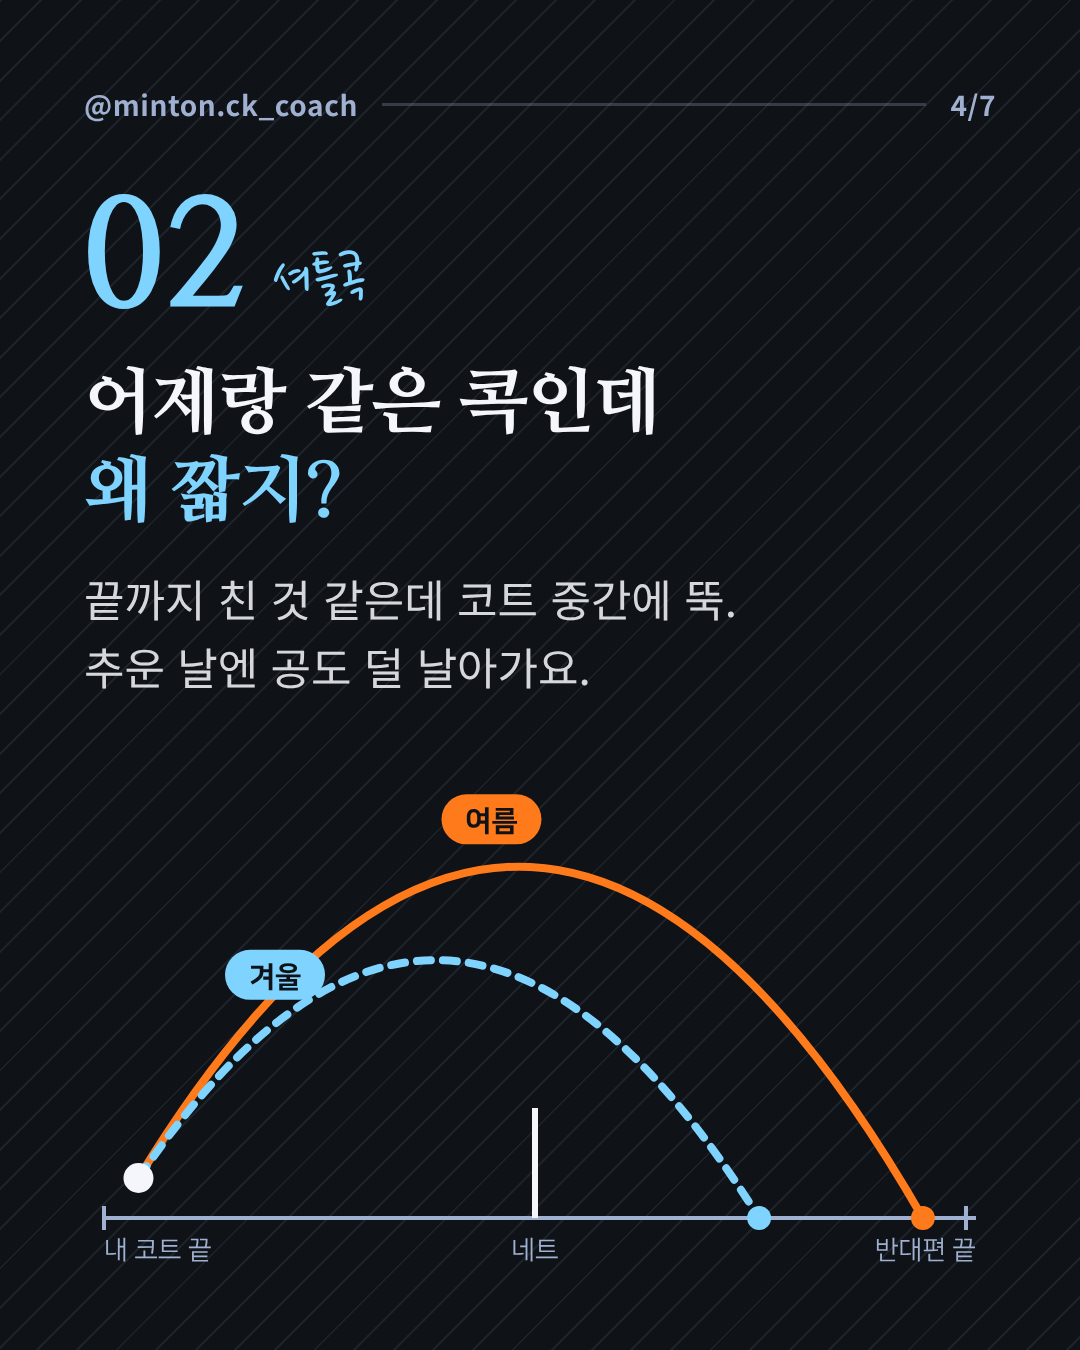 @minton.ck_coach 4/7
02 셔틀콕
어제랑 같은 콕인데
왜 짧지?
끝까지 친 것 같은데 코트 중간에 뚝.
추운 날엔 공도 덜 날아가요.
여름
겨울
내 코트 끝 네트 반대편 끝